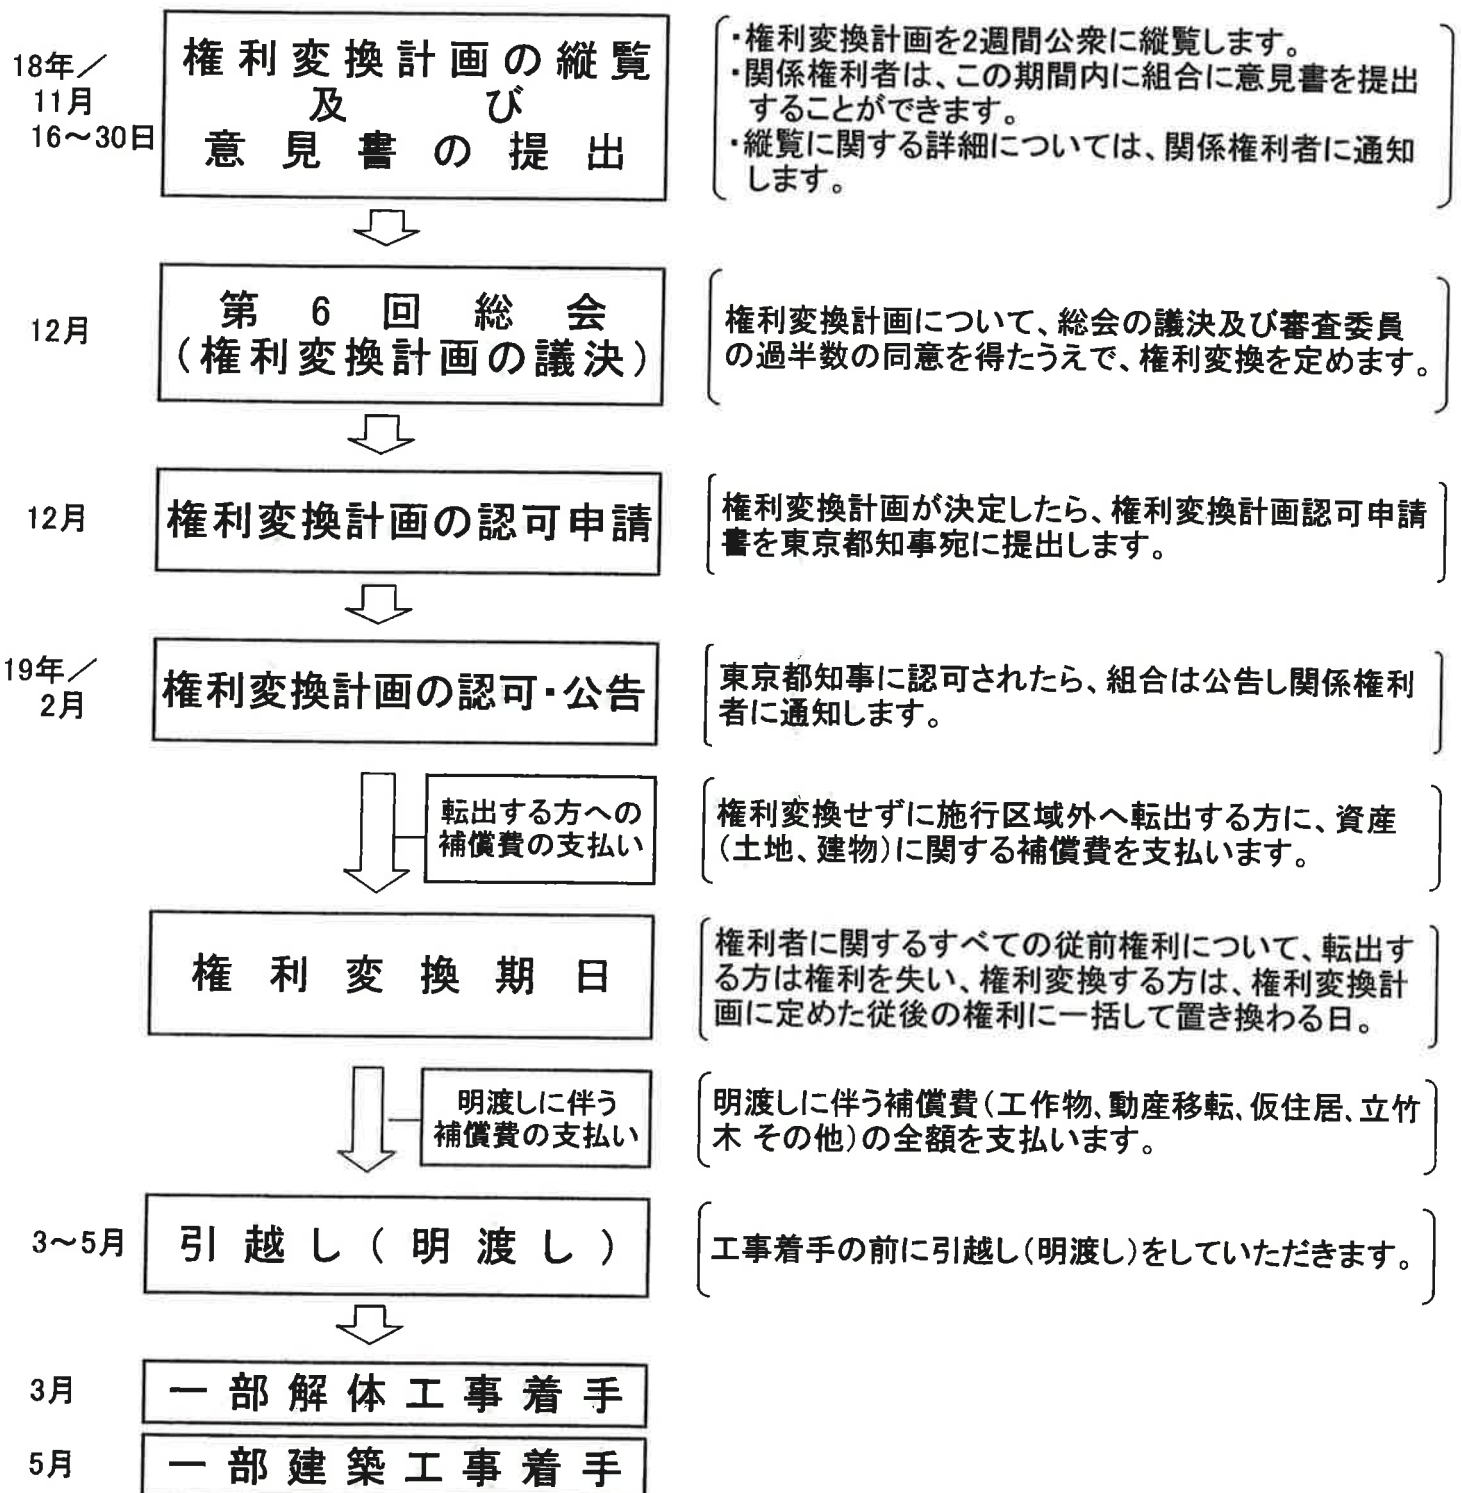 18年／
11月
16～30日
権利変換計画の縦覧
及び
意見書の提出
・権利変換計画を2週間公衆に縦覧します。
・関係権利者は、この期間内に組合に意見書を提出
することができます。
・縦覧に関する詳細については、関係権利者に通知
します。
12月
第6回総会
(権利変換計画の議決)
権利変換計画について、総会の議決及び審査委員
の過半数の同意を得たうえで、権利変換を定めます。
12月
権利変換計画の認可申請
権利変換計画が決定したら、権利変換計画認可申請
書を東京都知事宛に提出します。
19年／
2月
権利変換計画の認可・公告
東京都知事に認可されたら、組合は公告し関係権利
者に通知します。
転出する方への
補償費の支払い
権利変換せずに施行区域外へ転出する方に、資産
(土地、建物)に関する補償費を支払います。
権利変換期日
権利者に関するすべての従前権利について、転出す
る方は権利を失い、権利変換する方は、権利変換計
画に定めた従後の権利に一括して置き換わる日。
明渡しに伴う
補償費の支払い
明渡しに伴う補償費(工作物、動産移転、仮住居、立竹
木 その他)の全額を支払います。
3～5月
引越し(明渡し)
工事着手の前に引越し(明渡し)をしていただきます。
3月
一部解体工事着手
5月
一部建築工事着手